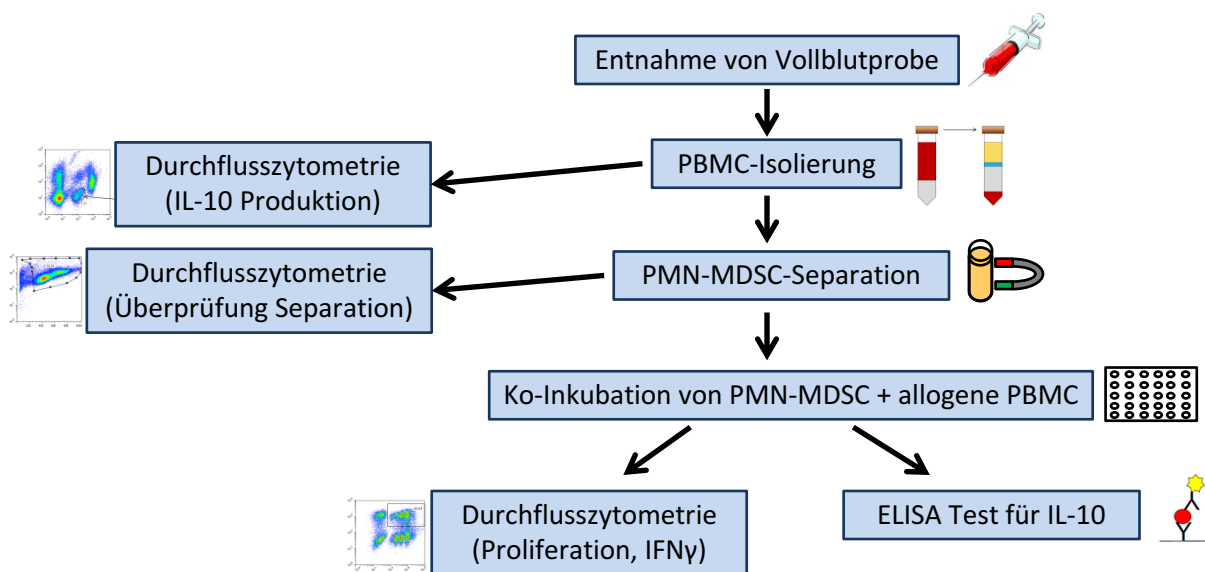 Entnahme von Vollblutprobe
PBMC-Isolierung
Durchflusszytometrie
(IL-10 Produktion)
PMN-MDSC-Separation
Durchflusszytometrie
(Überprüfung Separation)
Ko-Inkubation von PMN-MDSC + allogene PBMC
Durchflusszytometrie
(Proliferation, IFNγ)
ELISA Test für IL-10